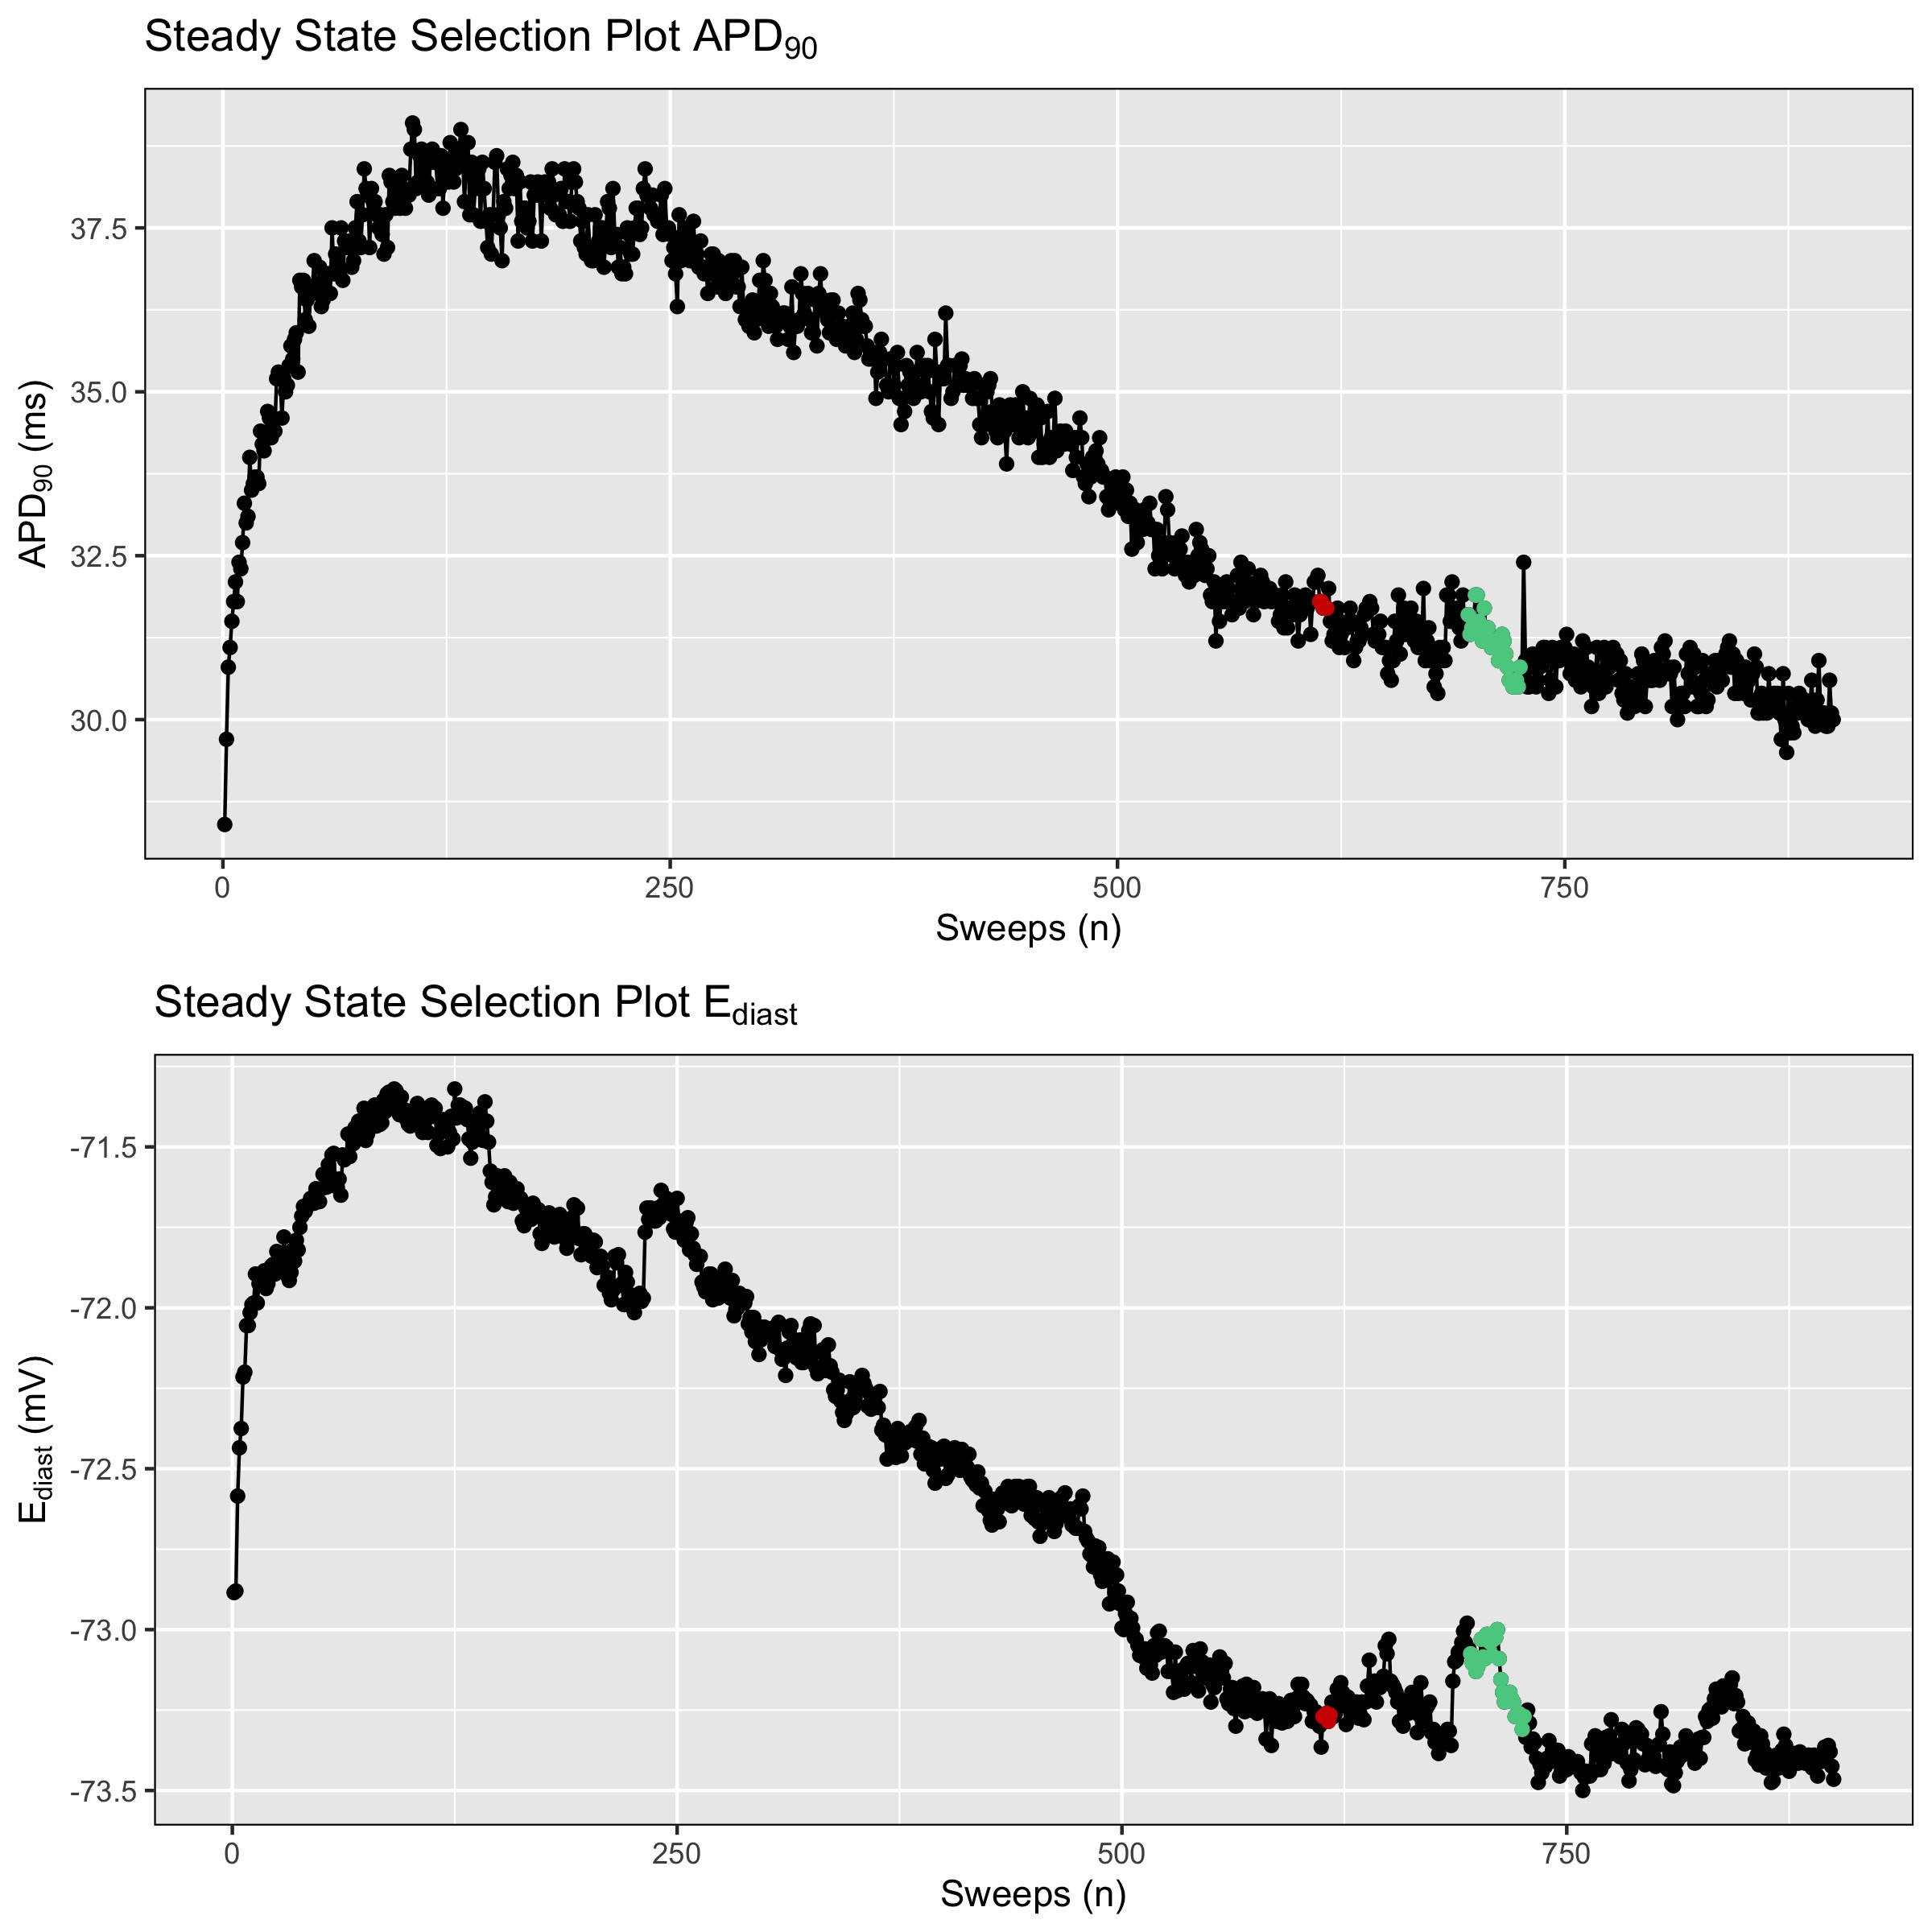 Steady State Selection Plot APD90
APD90 (ms)
37.5
35.0
32.5
30.0
0 250 500 750
Sweeps (n)
Steady State Selection Plot Ediast
Ediast (mV)
-71.5
-72.0
-72.5
-73.0
-73.5
0 250 500 750
Sweeps (n)